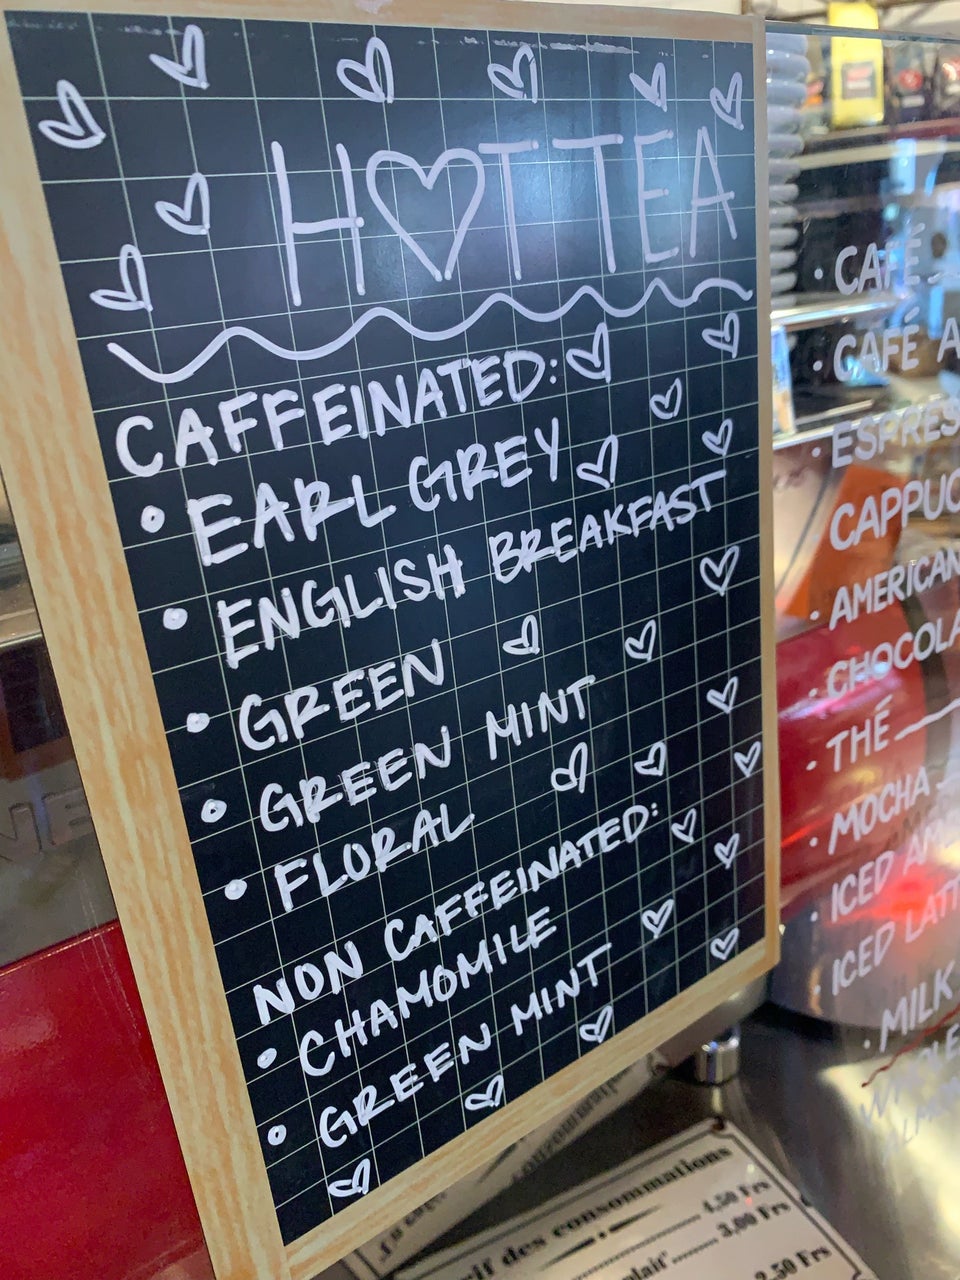 H♡T TEA
CAFFEINATED:
• EARL GREY
• ENGLISH BREAKFAST
• GREEN
• GREEN MINT
• FLORAL
NON CAFFEINATED:
• CHAMOMILE
• GREEN MINT
• CAFÉ
• CAFÉ A
• ESPRES
CAPPUC
• AMERICAN
• CHOCOLA
• THÉ
• MOCHA
• ICED AME
• ICED LATT
• MILK
des consommations
4,50 Frs
3,00 Frs
2,50 Frs